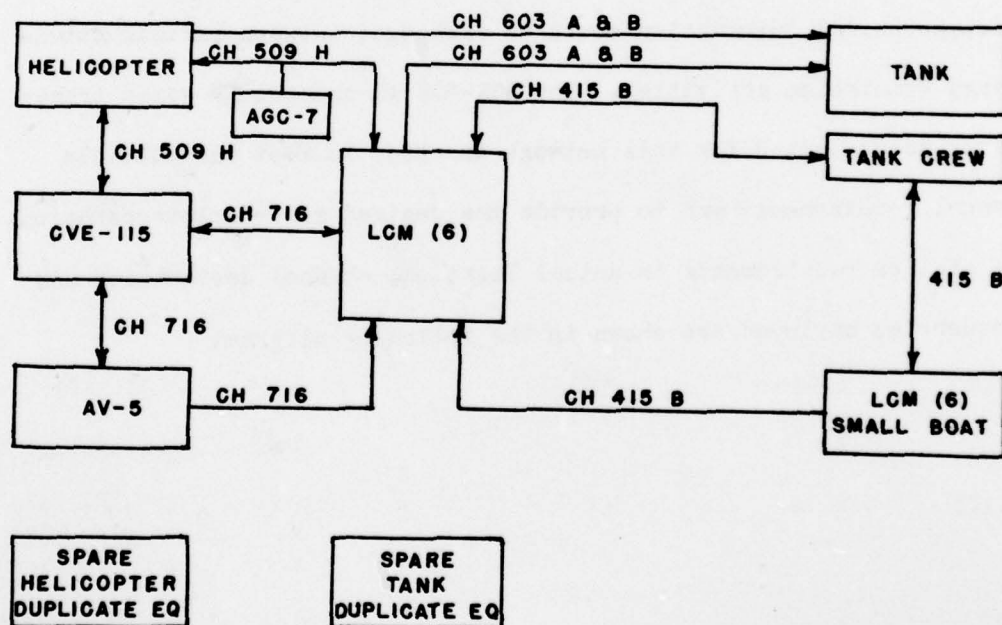 CH 603 A & B
HELICOPTER
CH 509 H
CH 603 A & B
TANK
AGC-7
CH 415 B
TANK CREW
CH 509 H
CVE-115
CH 716
LCM (6)
415 B
CH 716
AV-5
CH 716
CH 415 B
LCM (6)
SMALL BOAT
SPARE
HELICOPTER
DUPLICATE EQ
SPARE
TANK
DUPLICATE EQ